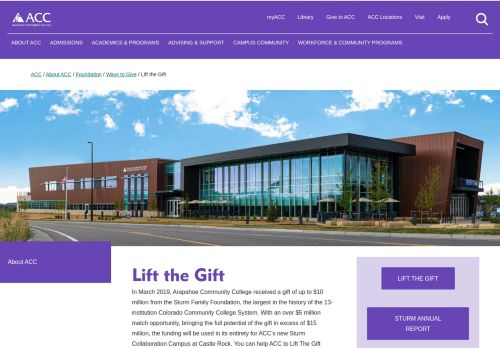 myACC Library Give to ACC ACC Locations Visit Apply
ACC
ABOUT ACC ADMISSIONS ACADEMICS & PROGRAMS ADVISING & SUPPORT CAMPUS COMMUNITY WORKFORCE & COMMUNITY PROGRAMS
ACC / About ACC / Foundation / Ways to Give / Lift the Gift
About ACC
Lift the Gift
In March 2019, Arapahoe Community College received a gift of up to $10
million from the Sturm Family Foundation, the largest in the history of the 13-
institution Colorado Community College System. With an over $5 million
match opportunity, bringing the full potential of the gift in excess of $15
million, the funding will be used in its entirety for ACC's new Sturm
Collaboration Campus at Castle Rock. You can help ACC to Lift The Gift
LIFT THE GIFT
STURM ANNUAL
REPORT